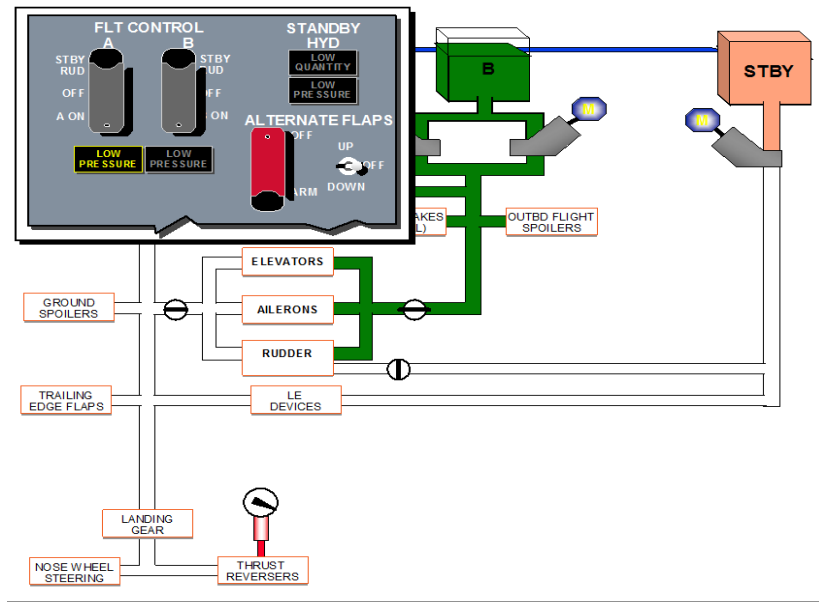 FLT CONTROL
A
B
STBY
RUD
OFF
A ON
STBY
UD
FF
ON
LOW
PRESSURE
LOW
PRESSURE
STANDBY
HYD
LOW
QUANTITY
LOW
PRESSURE
ALTERNATE FLAPS
OFF
ARM
UP
OFF
DOWN
B
STBY
M
M
AKES
L)
OUTBD FLIGHT
SPOILERS
ELEVATORS
GROUND
SPOILERS
AILERONS
RUDDER
TRAILING
EDGE FLAPS
LE
DEVICES
LANDING
GEAR
NOSE WHEEL
STEERING
THRUST
REVERSERS